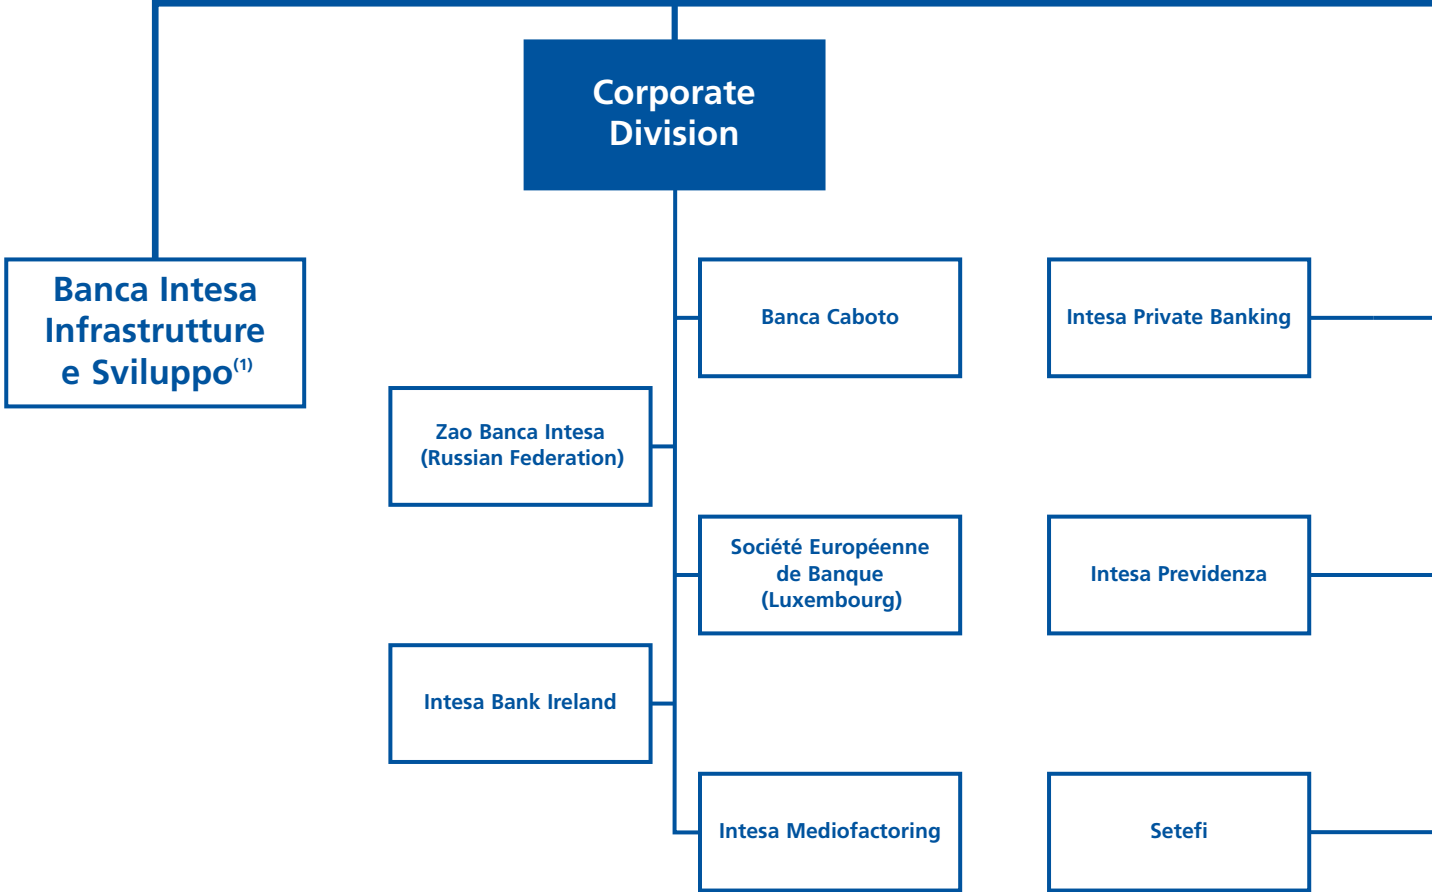 Corporate
Division
Banca Intesa
Infrastrutture
e Sviluppo(1)
Banca Caboto
Intesa Private Banking
Zao Banca Intesa
(Russian Federation)
Société Européenne
de Banque
(Luxembourg)
Intesa Previdenza
Intesa Bank Ireland
Intesa Mediofactoring
Setefi